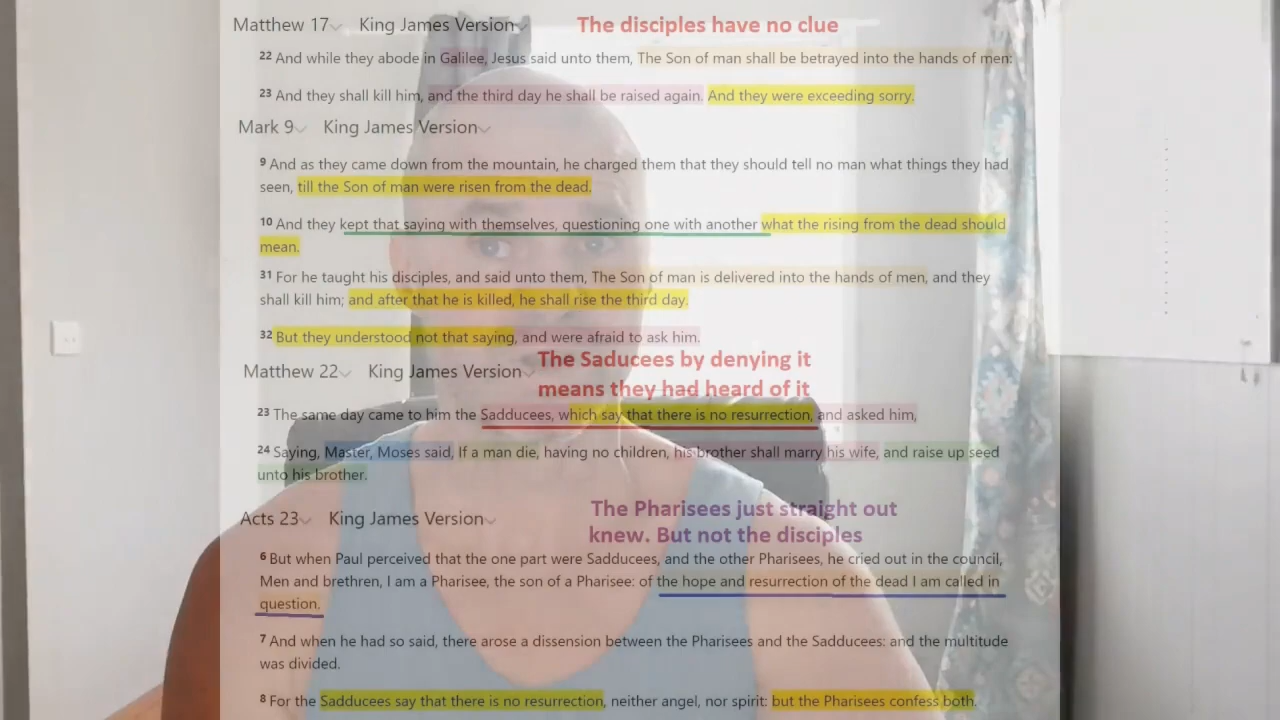 Matthew 17 King James Version The disciples have no clue
22 And while they abode in Galilee, Jesus said unto them, The Son of man shall be betrayed into the hands of men:
23 And they shall kill him, and the third day he shall be raised again. And they were exceeding sorry.
Mark 9 King James Version
9 And as they came down from the mountain, he charged them that they should tell no man what things they had
seen, till the Son of man were risen from the dead.
10 And they kept that saying with themselves, questioning one with another what the rising from the dead should
mean.
31 For he taught his disciples, and said unto them, The Son of man is delivered into the hands of men, and they
shall kill him; and after that he is killed, he shall rise the third day.
32 But they understood not that saying, and were afraid to ask him.
The Saducees by denying it
means they had heard of it
Matthew 22 King James Version
23 The same day came to him the Sadducees, which say that there is no resurrection, and asked him,
24 Saying, Master, Moses said, If a man die, having no children, his brother shall marry his wife, and raise up seed
unto his brother.
The Pharisees just straight out
knew. But not the disciples
Acts 23 King James Version
6 But when Paul perceived that the one part were Sadducees, and the other Pharisees, he cried out in the council,
Men and brethren, I am a Pharisee, the son of a Pharisee: of the hope and resurrection of the dead I am called in
question.
7 And when he had so said, there arose a dissension between the Pharisees and the Sadducees: and the multitude
was divided.
8 For the Sadducees say that there is no resurrection, neither angel, nor spirit: but the Pharisees confess both.